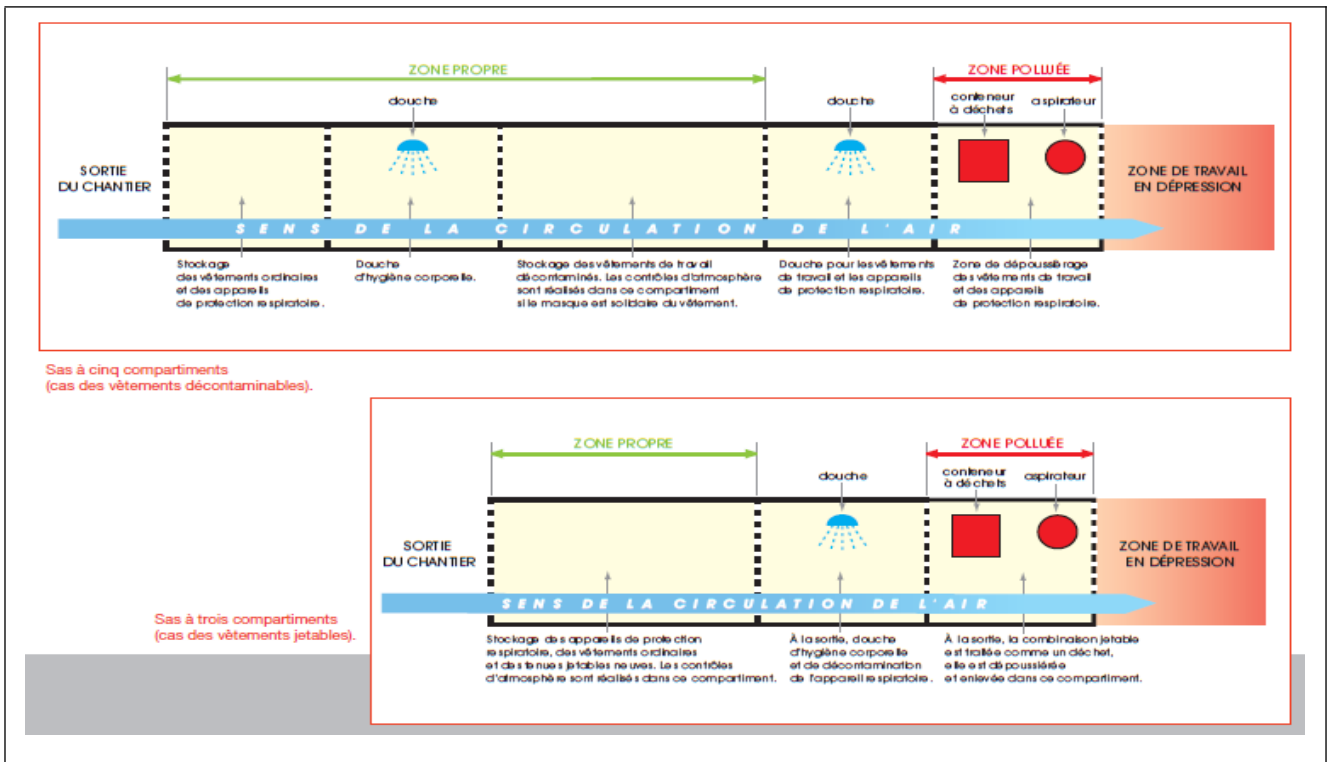 ZONE PROPRE
ZONE POLLUÉE
douche
douche
conteneur
à déchets
aspirateur
SORTIE
DU CHANTIER
ZONE DE TRAVAIL
EN DÉPRESSION
SENS DE LA CIRCULATION DE L'AIR
Stockage
des vêtements ordinaires
et des appareils
de protection respiratoire.
Douche
d'hygiène corporelle.
Stockage des vêtements de travail
décontaminés. Les contrôles d'atmosphère
sont réalisés dans ce compartiment
si le masque est solidaire du vêtement.
Douche pour les vêtements
de travail et les appareils
de protection respiratoire.
Zone de dépoussiérage
des vêtements de travail
et des appareils
de protection respiratoire.
Sas à cinq compartiments
(cas des vêtements décontaminables).
ZONE PROPRE
ZONE POLLUÉE
douche
conteneur
à déchets
aspirateur
SORTIE
DU CHANTIER
ZONE DE TRAVAIL
EN DÉPRESSION
SENS DE LA CIRCULATION DE L'AIR
Sas à trois compartiments
(cas des vêtements jetables).
Stockage des appareils de protection
respiratoire, des vêtements ordinaires
et des tenues jetables neuves. Les contrôles
d'atmosphère sont réalisés dans ce compartiment.
À la sortie, douche
d'hygiène corporelle
et de décontamination
de l'appareil respiratoire.
À la sortie, la combinaison jetable
est traitée comme un déchet,
elle est dépoussiérée
et enlevée dans ce compartiment.